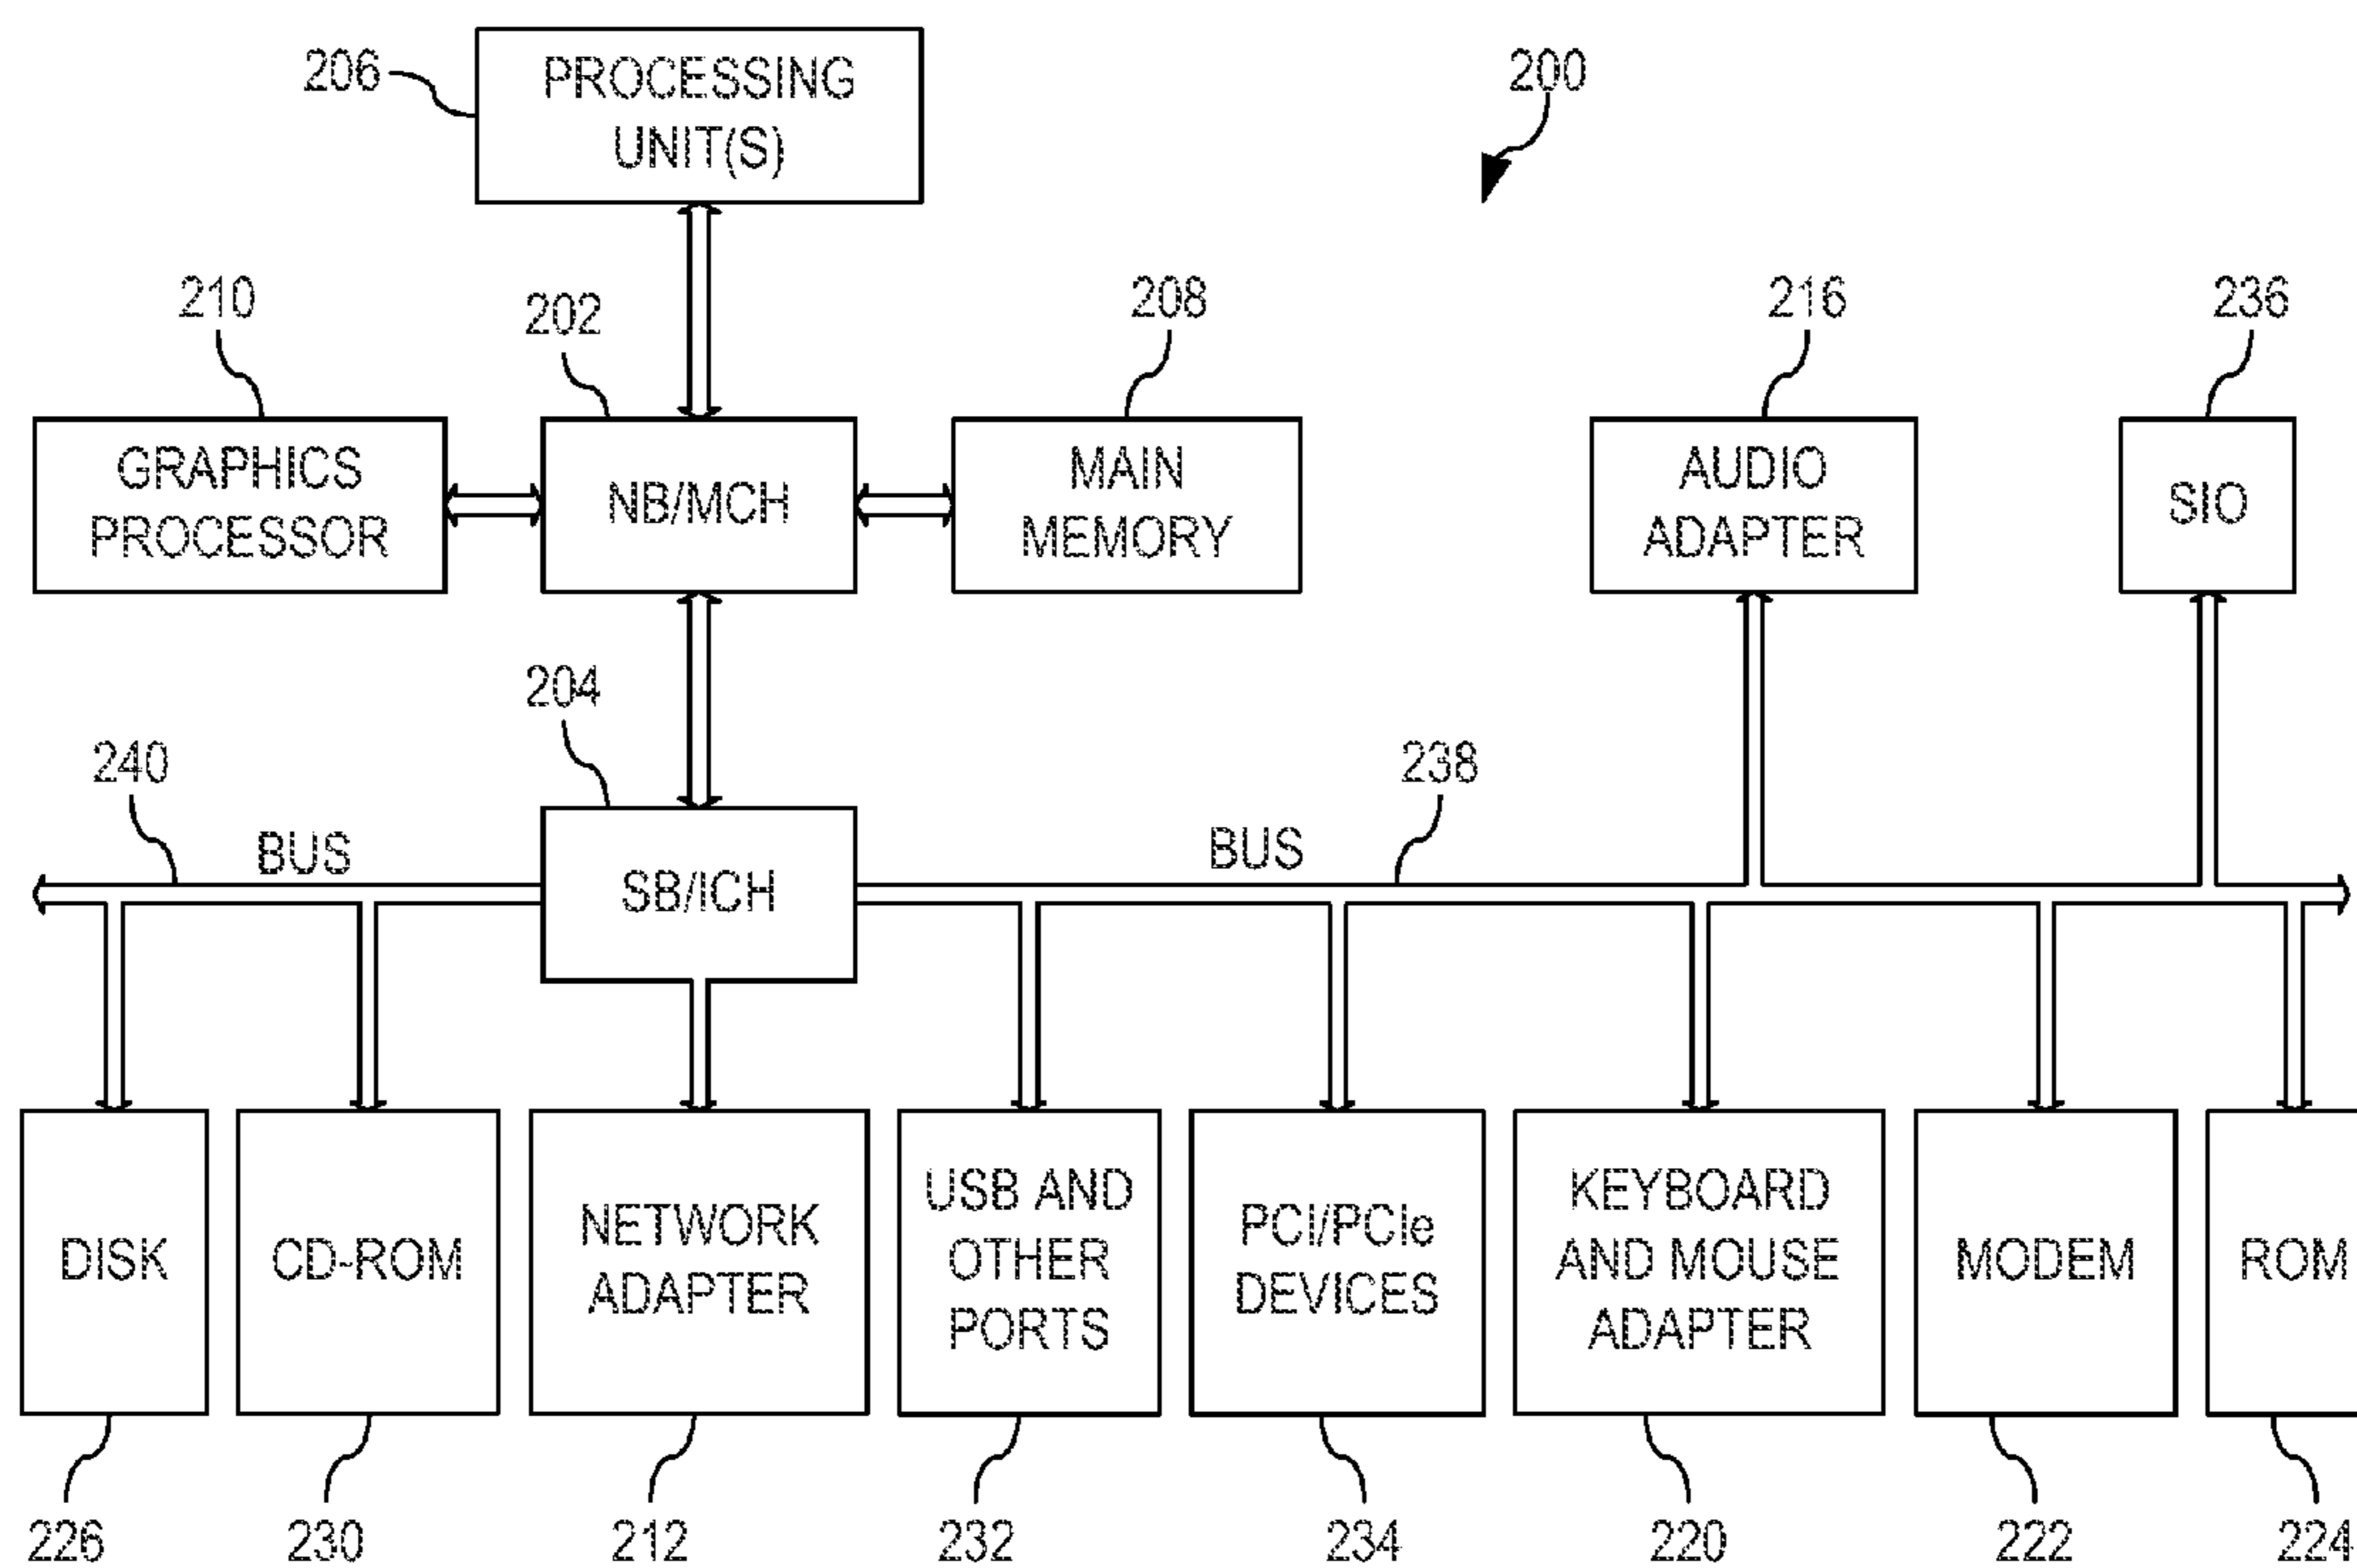 206
PROCESSING
UNIT(S)
200
210
202
208
216
236
GRAPHICS
PROCESSOR
NB/MCH
MAIN
MEMORY
AUDIO
ADAPTER
SIO
204
240
238
BUS
BUS
SB/ICH
DISK
CD-ROM
NETWORK
ADAPTER
USB AND
OTHER
PORTS
PCI/PCIe
DEVICES
KEYBOARD
AND MOUSE
ADAPTER
MODEM
ROM
226
230
212
232
234
220
222
224